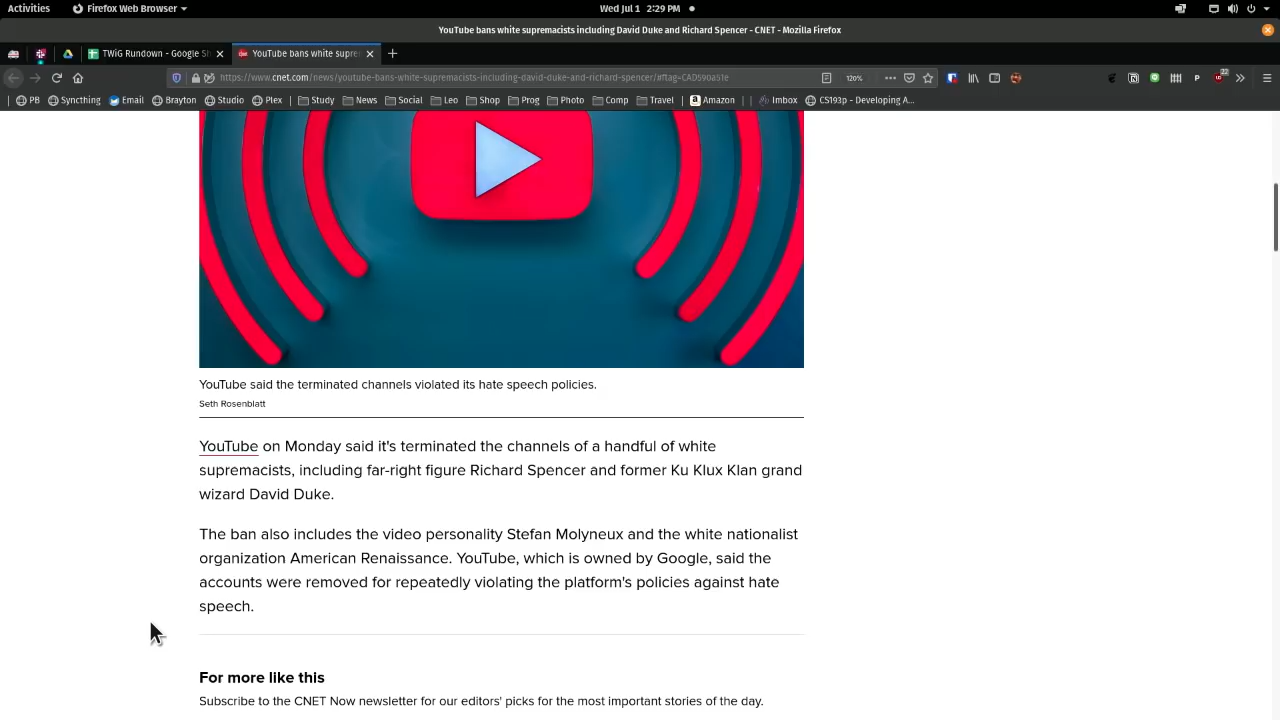 Activities Firefox Web Browser Wed Jul 1 2:29 PM
YouTube bans white supremacists including David Duke and Richard Spencer - CNET - Mozilla Firefox
TWiG Rundown - Google Sh YouTube bans white supre
https://www.cnet.com/news/youtube-bans-white-supremacists-including-david-duke-and-richard-spencer/#ftag=CAD590a51e 120% 22
PB Syncthing Email Brayton Studio Plex Study News Social Leo Shop Prog Photo Comp Travel Amazon Imbox CS193p - Developing A...
YouTube said the terminated channels violated its hate speech policies.
Seth Rosenblatt
YouTube on Monday said it's terminated the channels of a handful of white
supremacists, including far-right figure Richard Spencer and former Ku Klux Klan grand
wizard David Duke.
The ban also includes the video personality Stefan Molyneux and the white nationalist
organization American Renaissance. YouTube, which is owned by Google, said the
accounts were removed for repeatedly violating the platform's policies against hate
speech.
For more like this
Subscribe to the CNET Now newsletter for our editors' picks for the most important stories of the day.